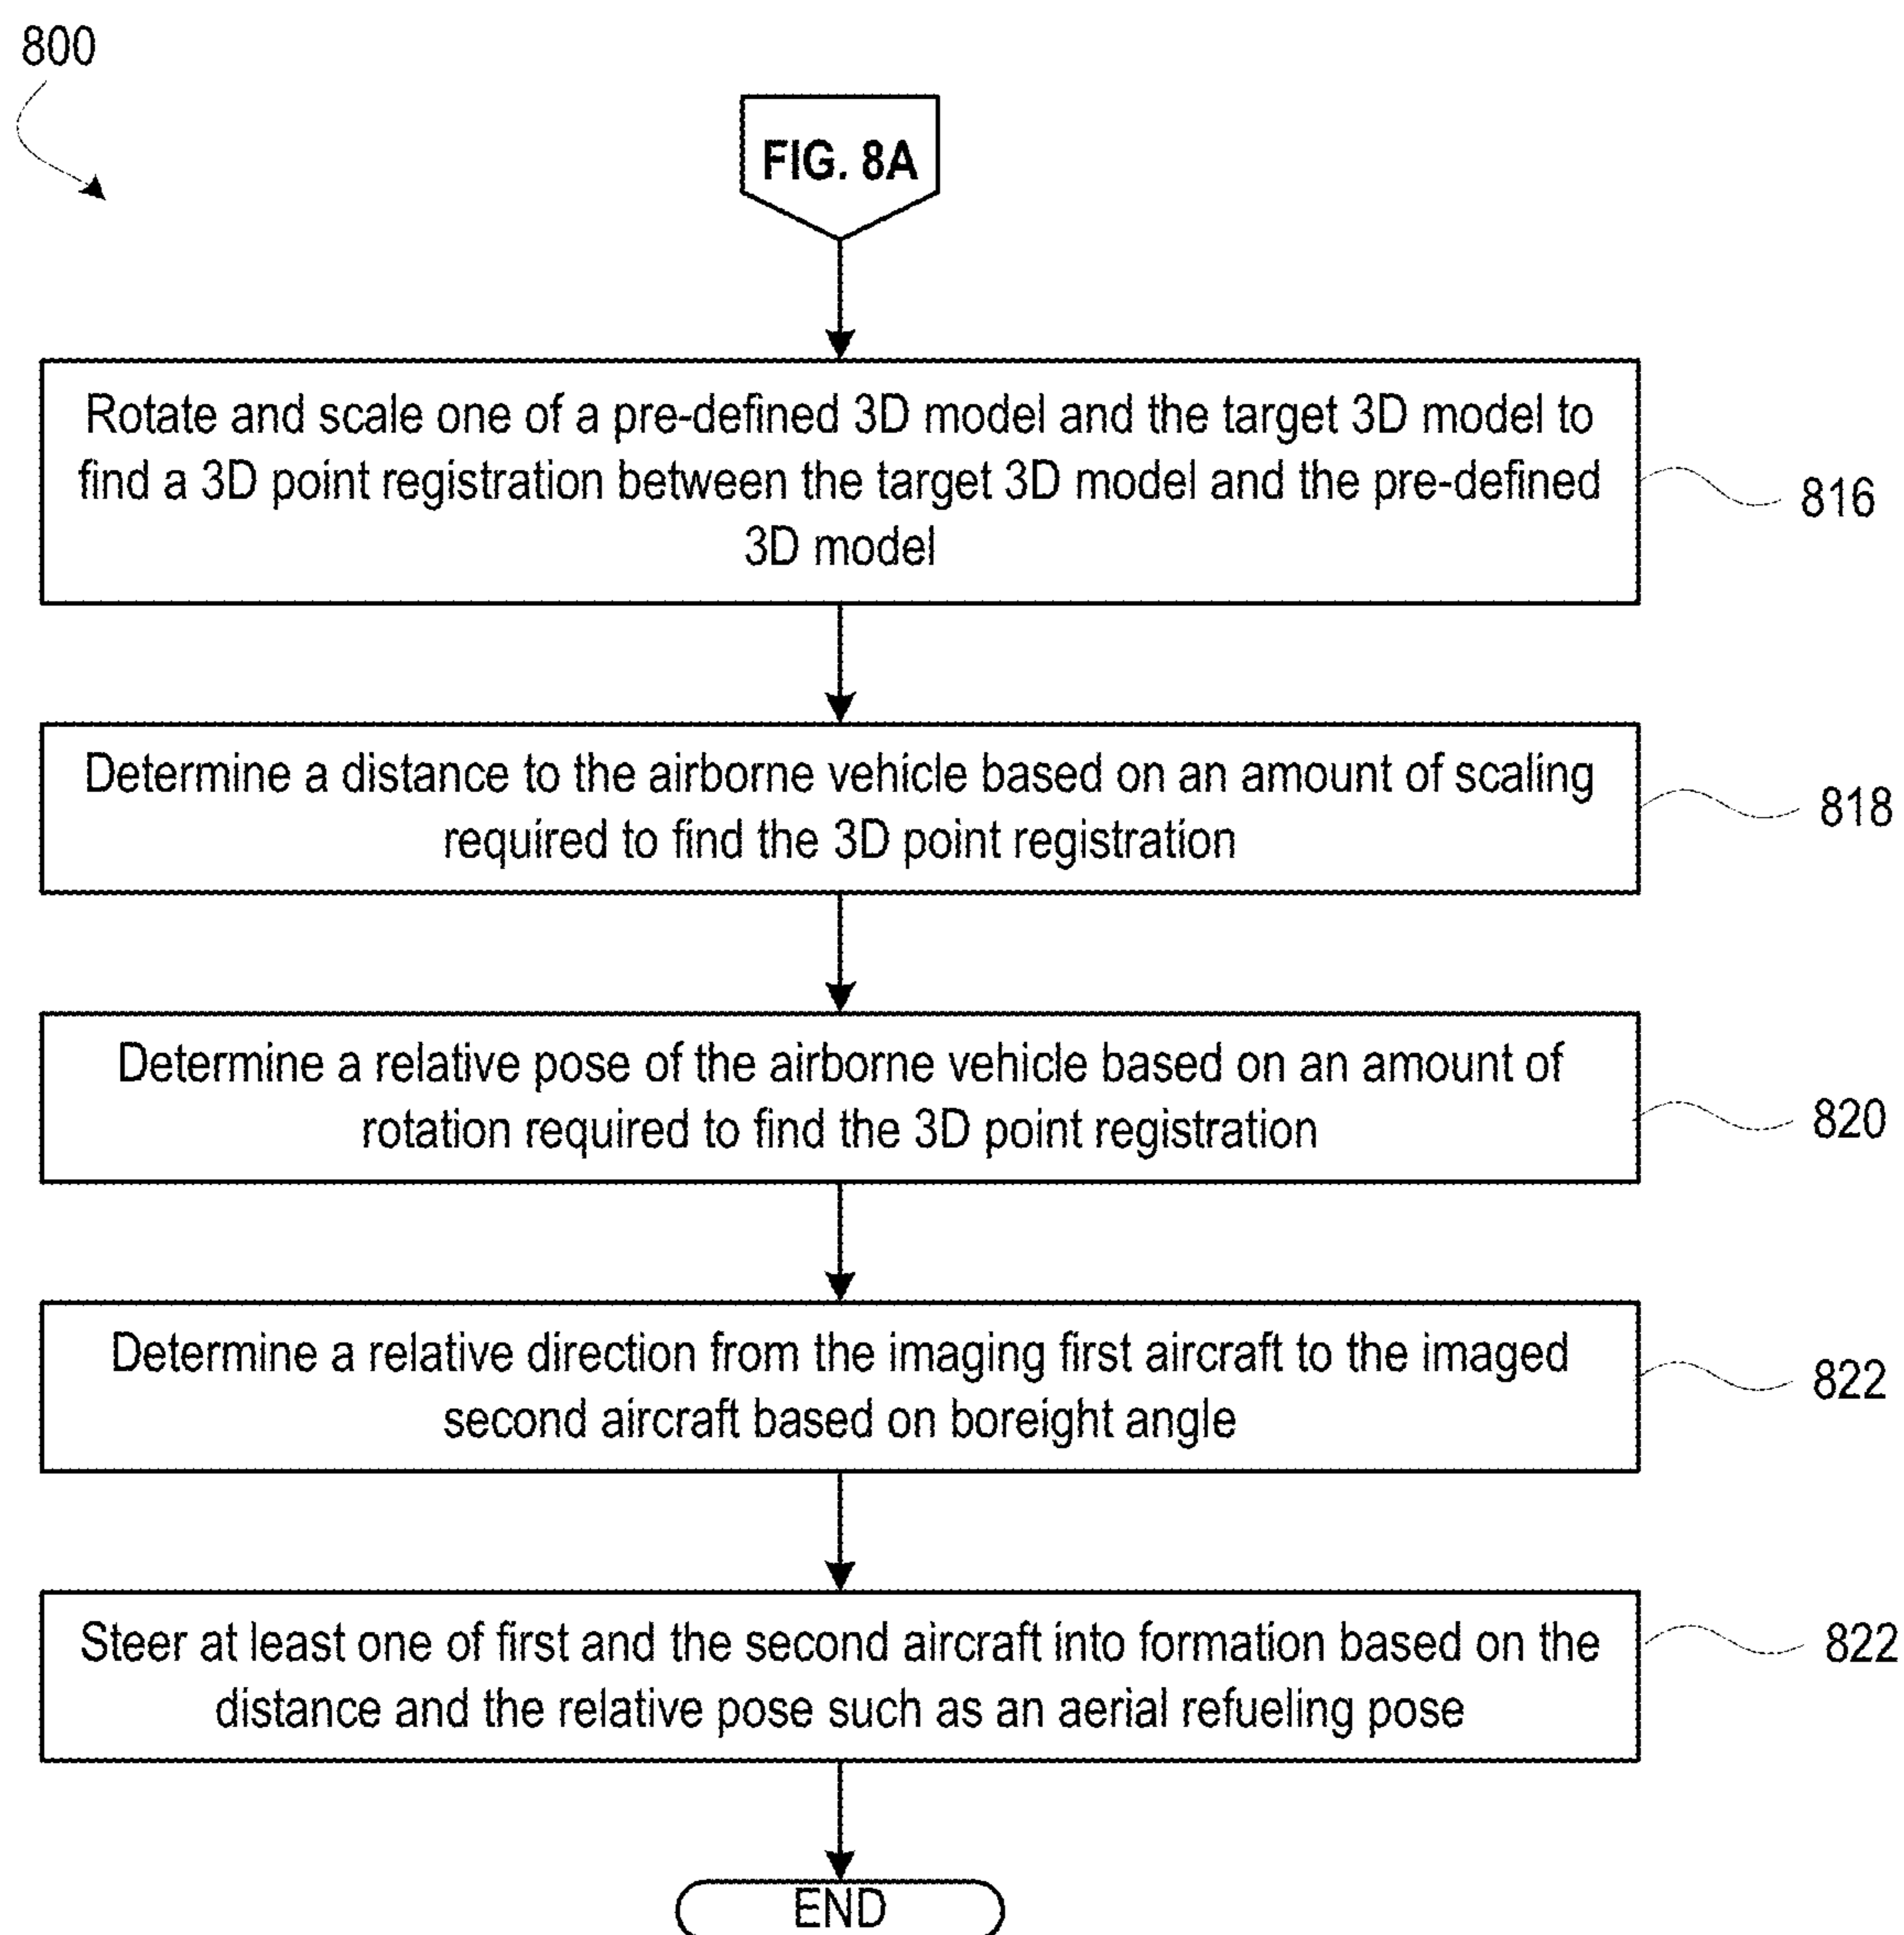 800
FIG. 8A
Rotate and scale one of a pre-defined 3D model and the target 3D model to
find a 3D point registration between the target 3D model and the pre-defined
3D model
816
Determine a distance to the airborne vehicle based on an amount of scaling
required to find the 3D point registration
818
Determine a relative pose of the airborne vehicle based on an amount of
rotation required to find the 3D point registration
820
Determine a relative direction from the imaging first aircraft to the imaged
second aircraft based on boreight angle
822
Steer at least one of first and the second aircraft into formation based on the
distance and the relative pose such as an aerial refueling pose
822
END